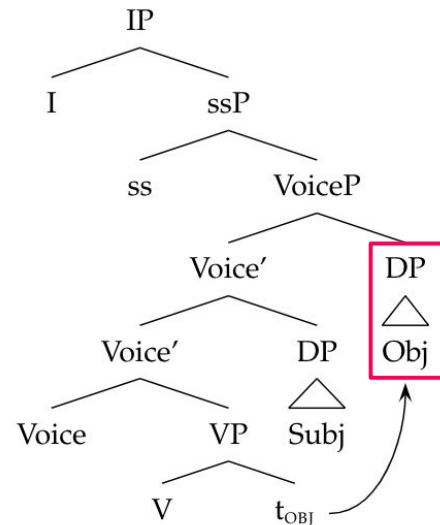 IP
I ssP
ss VoiceP
Voice′ DP
Voice′ DP Obj
Voice VP Subj
V t_OBJ